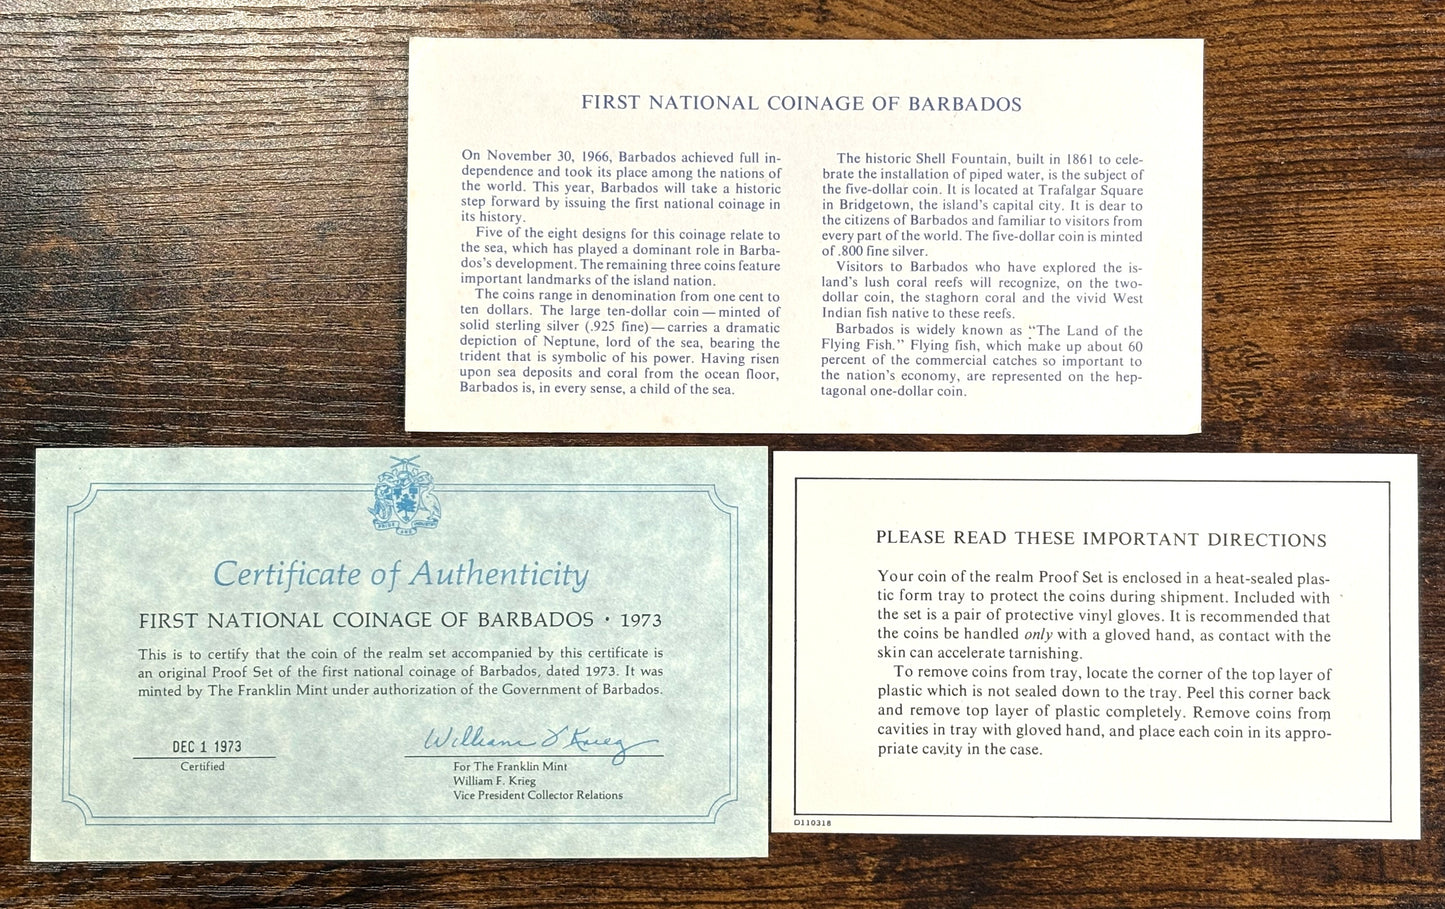 FIRST NATIONAL COINAGE OF BARBADOS
On November 30, 1966, Barbados achieved full in-
dependence and took its place among the nations of
the world. This year, Barbados will take a historic
step forward by issuing the first national coinage in
its history.
Five of the eight designs for this coinage relate to
the sea, which has played a dominant role in Barba-
dos's development. The remaining three coins feature
important landmarks of the island nation.
The coins range in denomination from one cent to
ten dollars. The large ten-dollar coin — minted of
solid sterling silver (.925 fine) — carries a dramatic
depiction of Neptune, lord of the sea, bearing the
trident that is symbolic of his power. Having risen
upon sea deposits and coral from the ocean floor,
Barbados is, in every sense, a child of the sea.
The historic Shell Fountain, built in 1861 to cele-
brate the installation of piped water, is the subject of
the five-dollar coin. It is located at Trafalgar Square
in Bridgetown, the island's capital city. It is dear to
the citizens of Barbados and familiar to visitors from
every part of the world. The five-dollar coin is minted
of .800 fine silver.
Visitors to Barbados who have explored the is-
land's lush coral reefs will recognize, on the two-
dollar coin, the staghorn coral and the vivid West
Indian fish native to these reefs.
Barbados is widely known as "The Land of the
Flying Fish." Flying fish, which make up about 60
percent of the commercial catches so important to
the nation's economy, are represented on the hep-
tagonal one-dollar coin.
PRIDE AND INDUSTRY
Certificate of Authenticity
FIRST NATIONAL COINAGE OF BARBADOS · 1973
This is to certify that the coin of the realm set accompanied by this certificate is
an original Proof Set of the first national coinage of Barbados, dated 1973. It was
minted by The Franklin Mint under authorization of the Government of Barbados.
DEC 1 1973
Certified
William F Krieg
For The Franklin Mint
William F. Krieg
Vice President Collector Relations
PLEASE READ THESE IMPORTANT DIRECTIONS
Your coin of the realm Proof Set is enclosed in a heat-sealed plas-
tic form tray to protect the coins during shipment. Included with
the set is a pair of protective vinyl gloves. It is recommended that
the coins be handled only with a gloved hand, as contact with the
skin can accelerate tarnishing.
To remove coins from tray, locate the corner of the top layer of
plastic which is not sealed down to the tray. Peel this corner back
and remove top layer of plastic completely. Remove coins from
cavities in tray with gloved hand, and place each coin in its appro-
priate cavity in the case.
O110318